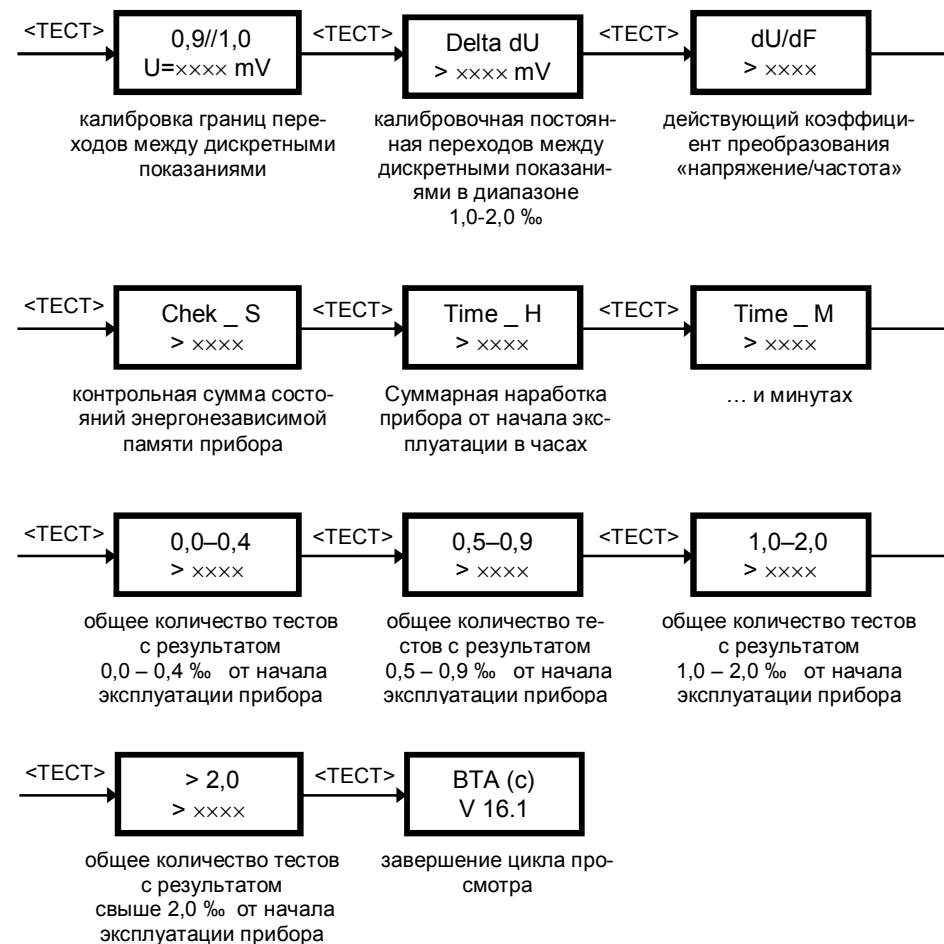 <ТЕСТ>
0,9//1,0
U=×××× mV
калибровка границ пере-
ходов между дискретными
показаниями
<ТЕСТ>
Delta dU
> ×××× mV
калибровочная постоян-
ная переходов между
дискретными показани-
ями в диапазоне
1,0-2,0 ‰
<ТЕСТ>
dU/dF
> ××××
действующий коэффици-
ент преобразования
«напряжение/частота»
<ТЕСТ>
Chek _ S
> ××××
контрольная сумма состо-
яний энергонезависимой
памяти прибора
<ТЕСТ>
Time _ H
> ××××
Суммарная наработка
прибора от начала экс-
плуатации в часах
<ТЕСТ>
Time _ M
> ××××
… и минутах
<ТЕСТ>
0,0–0,4
> ××××
общее количество тестов
с результатом
0,0 – 0,4 ‰ от начала
эксплуатации прибора
<ТЕСТ>
0,5–0,9
> ××××
общее количество те-
стов с результатом
0,5 – 0,9 ‰ от начала
эксплуатации прибора
<ТЕСТ>
1,0–2,0
> ××××
общее количество тестов
с результатом
1,0 – 2,0 ‰ от начала
эксплуатации прибора
<ТЕСТ>
> 2,0
> ××××
общее количество тестов
с результатом
свыше 2,0 ‰ от начала
эксплуатации прибора
<ТЕСТ>
BTA (c)
V 16.1
завершение цикла про-
смотра